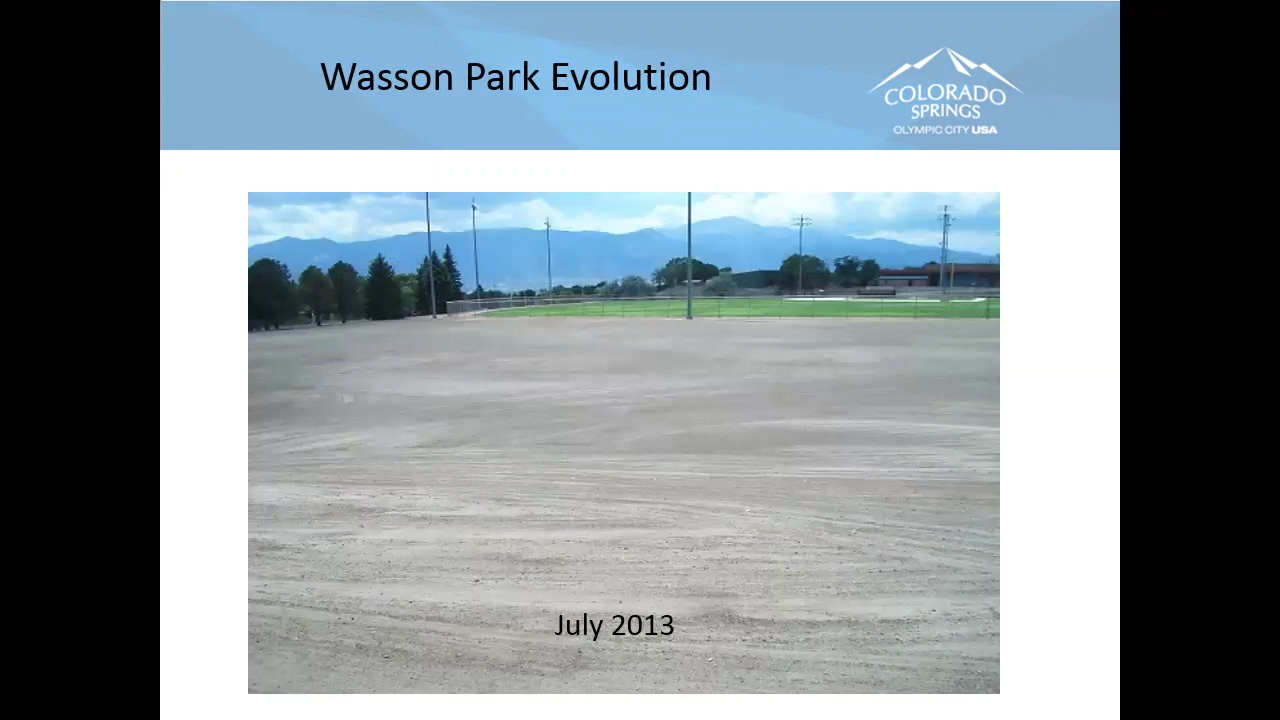 Wasson Park Evolution
COLORADO
SPRINGS
OLYMPIC CITY USA
July 2013